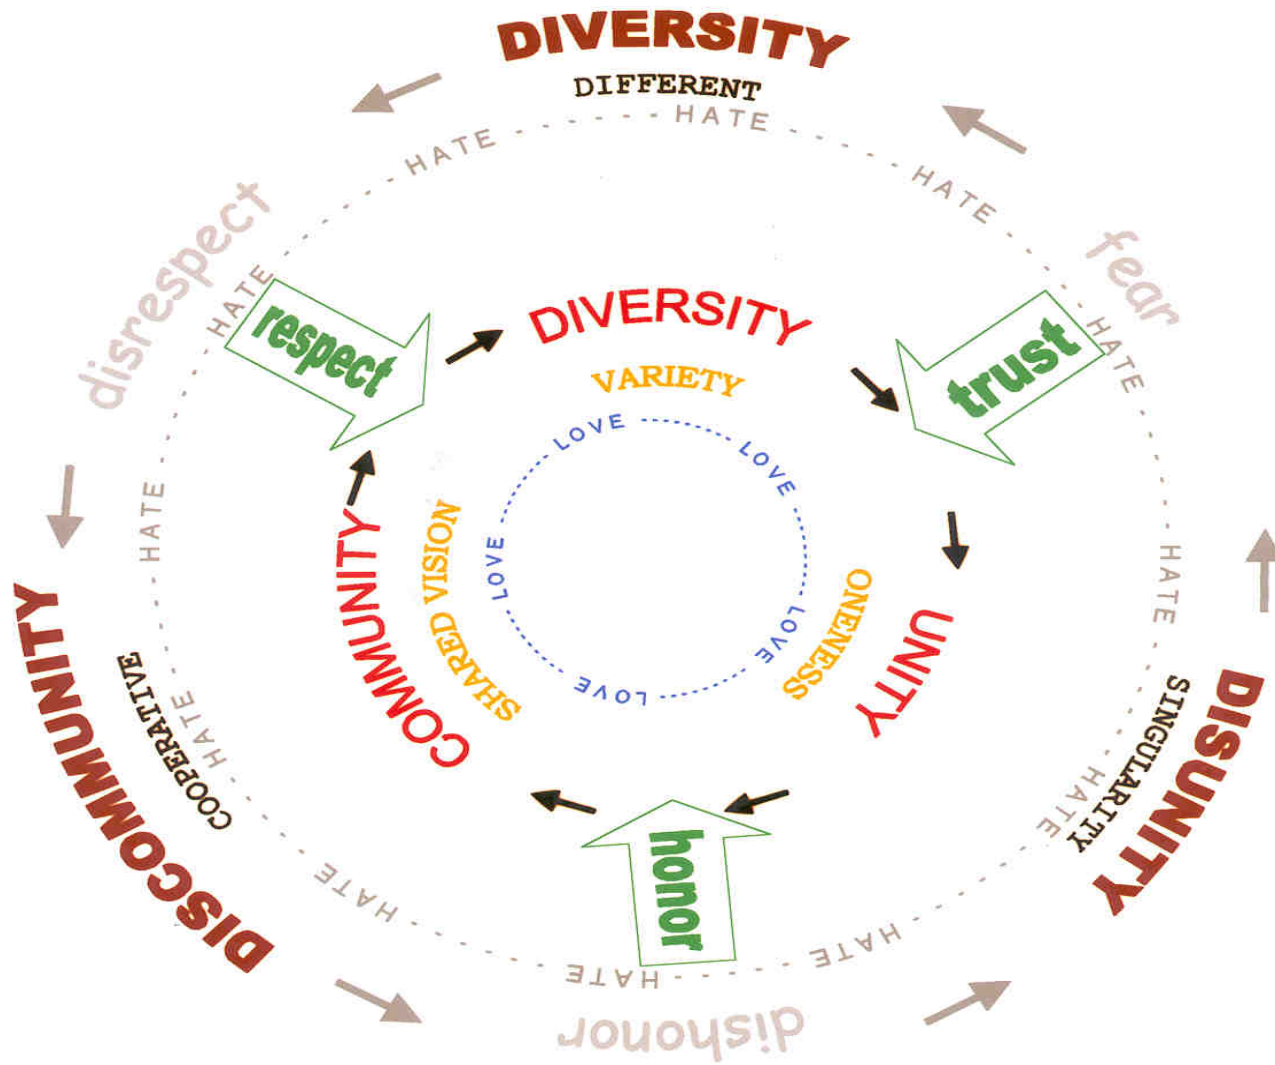 DIVERSITY
DIFFERENT
HATE
HATE
HATE
fear
HATE
HATE
SINGULARITY
DISUNITY
HATE
HATE
HATE
dishonor
HATE
HATE
COOPERATIVE
DISCOMMUNITY
HATE
HATE
disrespect
HATE
respect
trust
honor
DIVERSITY
VARIETY
UNITY
ONENESS
COMMUNITY
SHARED VISION
LOVE
LOVE
LOVE
LOVE
LOVE